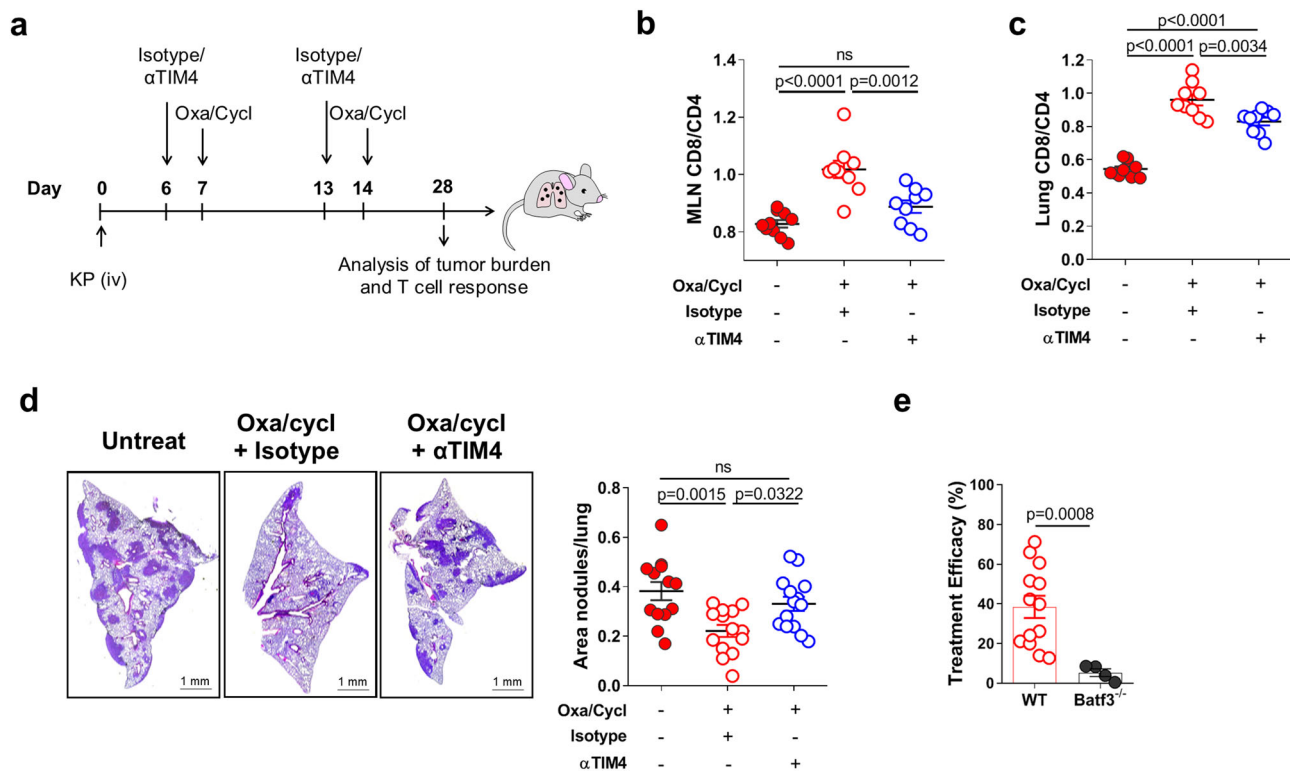 a
Isotype/
αTIM4
Oxa/Cycl
Isotype/
αTIM4
Oxa/Cycl
Day
0
6
7
13
14
28
KP (iv)
Analysis of tumor burden
and T cell response
b
ns
p<0.0001
p=0.0012
MLN CD8/CD4
1.4
1.2
1.0
0.8
Oxa/Cycl - + +
Isotype - + -
αTIM4 - - +
c
p<0.0001
p<0.0001
p=0.0034
Lung CD8/CD4
1.2
1.0
0.8
0.6
0.4
0.2
0.0
Oxa/Cycl - + +
Isotype - + -
αTIM4 - - +
d
Untreat
Oxa/cycl
+ Isotype
Oxa/cycl
+ αTIM4
1 mm
1 mm
1 mm
ns
p=0.0015
p=0.0322
Area nodules/lung
0.8
0.6
0.4
0.2
0.0
Oxa/Cycl - + +
Isotype - + -
αTIM4 - - +
e
p=0.0008
Treatment Efficacy (%)
100
80
60
40
20
0
WT
Batf3-/-